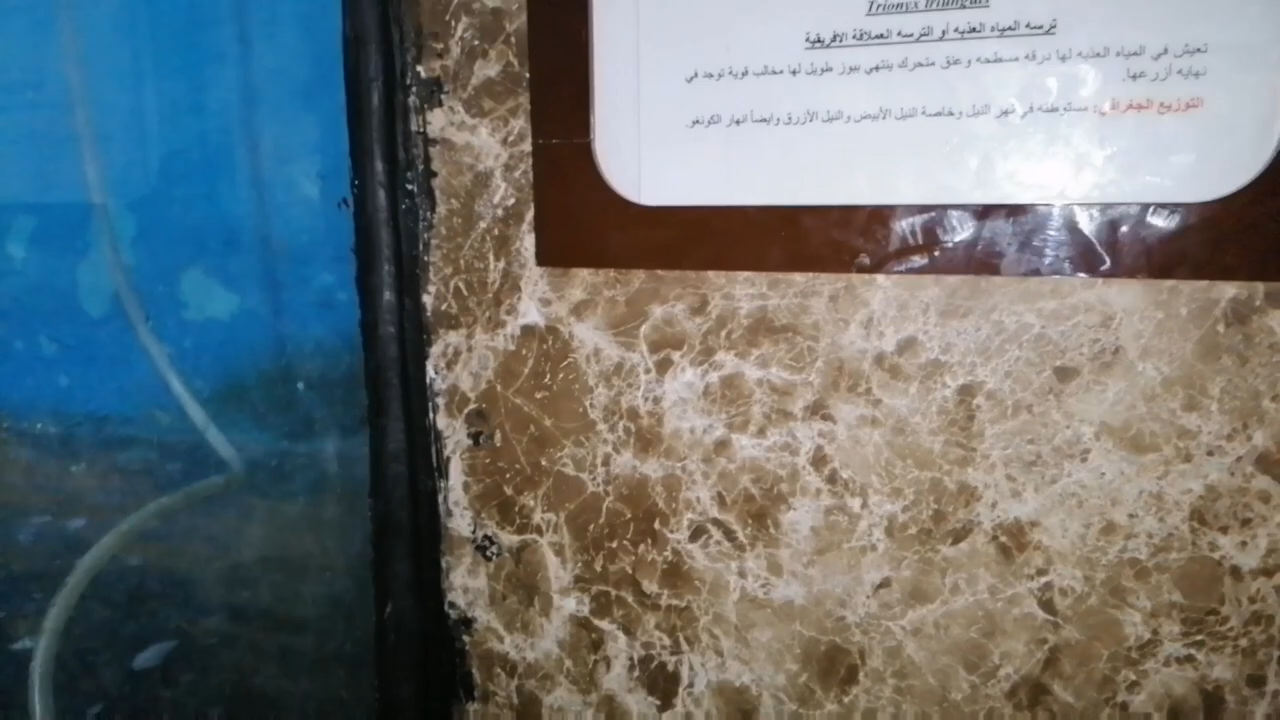 Trionyx triunguis
ترسه المياه العذبه أو الترسه العملاقة الافريقية
تعيش في المياه العذبه لها درقه مسطحه وعنق متحرك ينتهي ببوز طويل لها مخالب قوية توجد في
نهايه أزرعها.
التوزيع الجغرافي: مستوطنه في نهر النيل وخاصة النيل الأبيض والنيل الأزرق وايضاً انهار الكونغو.